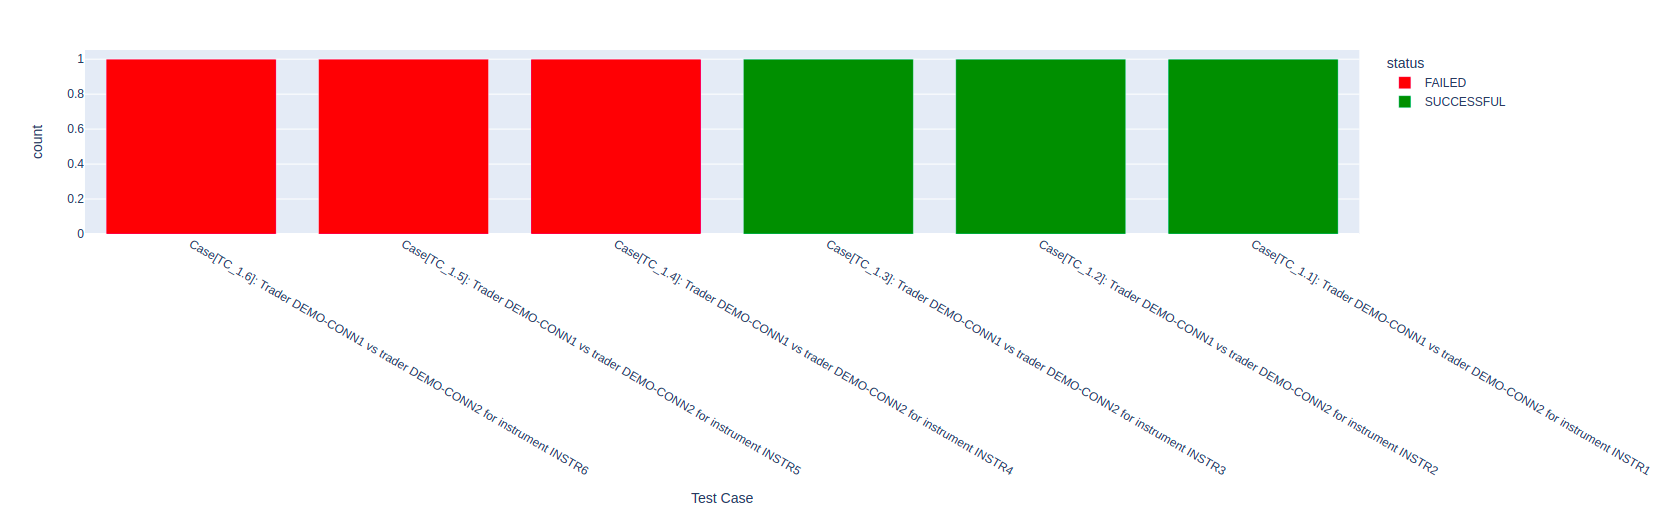 status
FAILED
SUCCESSFUL
count
1
0.8
0.6
0.4
0.2
0
Case[TC_1.6]: Trader DEMO-CONN1 vs trader DEMO-CONN2 for instrument INSTR6
Case[TC_1.5]: Trader DEMO-CONN1 vs trader DEMO-CONN2 for instrument INSTR5
Case[TC_1.4]: Trader DEMO-CONN1 vs trader DEMO-CONN2 for instrument INSTR4
Case[TC_1.3]: Trader DEMO-CONN1 vs trader DEMO-CONN2 for instrument INSTR3
Case[TC_1.2]: Trader DEMO-CONN1 vs trader DEMO-CONN2 for instrument INSTR2
Case[TC_1.1]: Trader DEMO-CONN1 vs trader DEMO-CONN2 for instrument INSTR1
Test Case